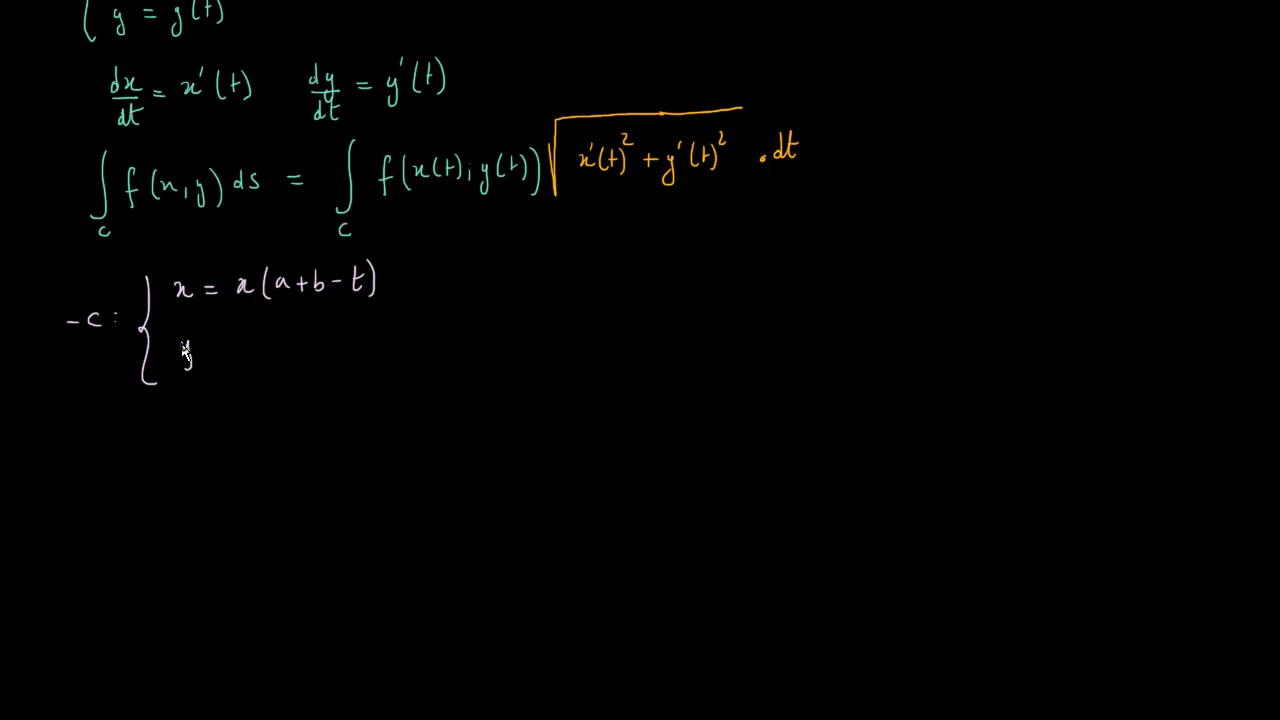 y = y(t)
dx/dt = x'(t) dy/dt = y'(t)
∫_C f(x,y) ds = ∫_C f(x(t); y(t)) √(x'(t)² + y'(t)²) . dt
x = x(a+b-t)
-C:
y